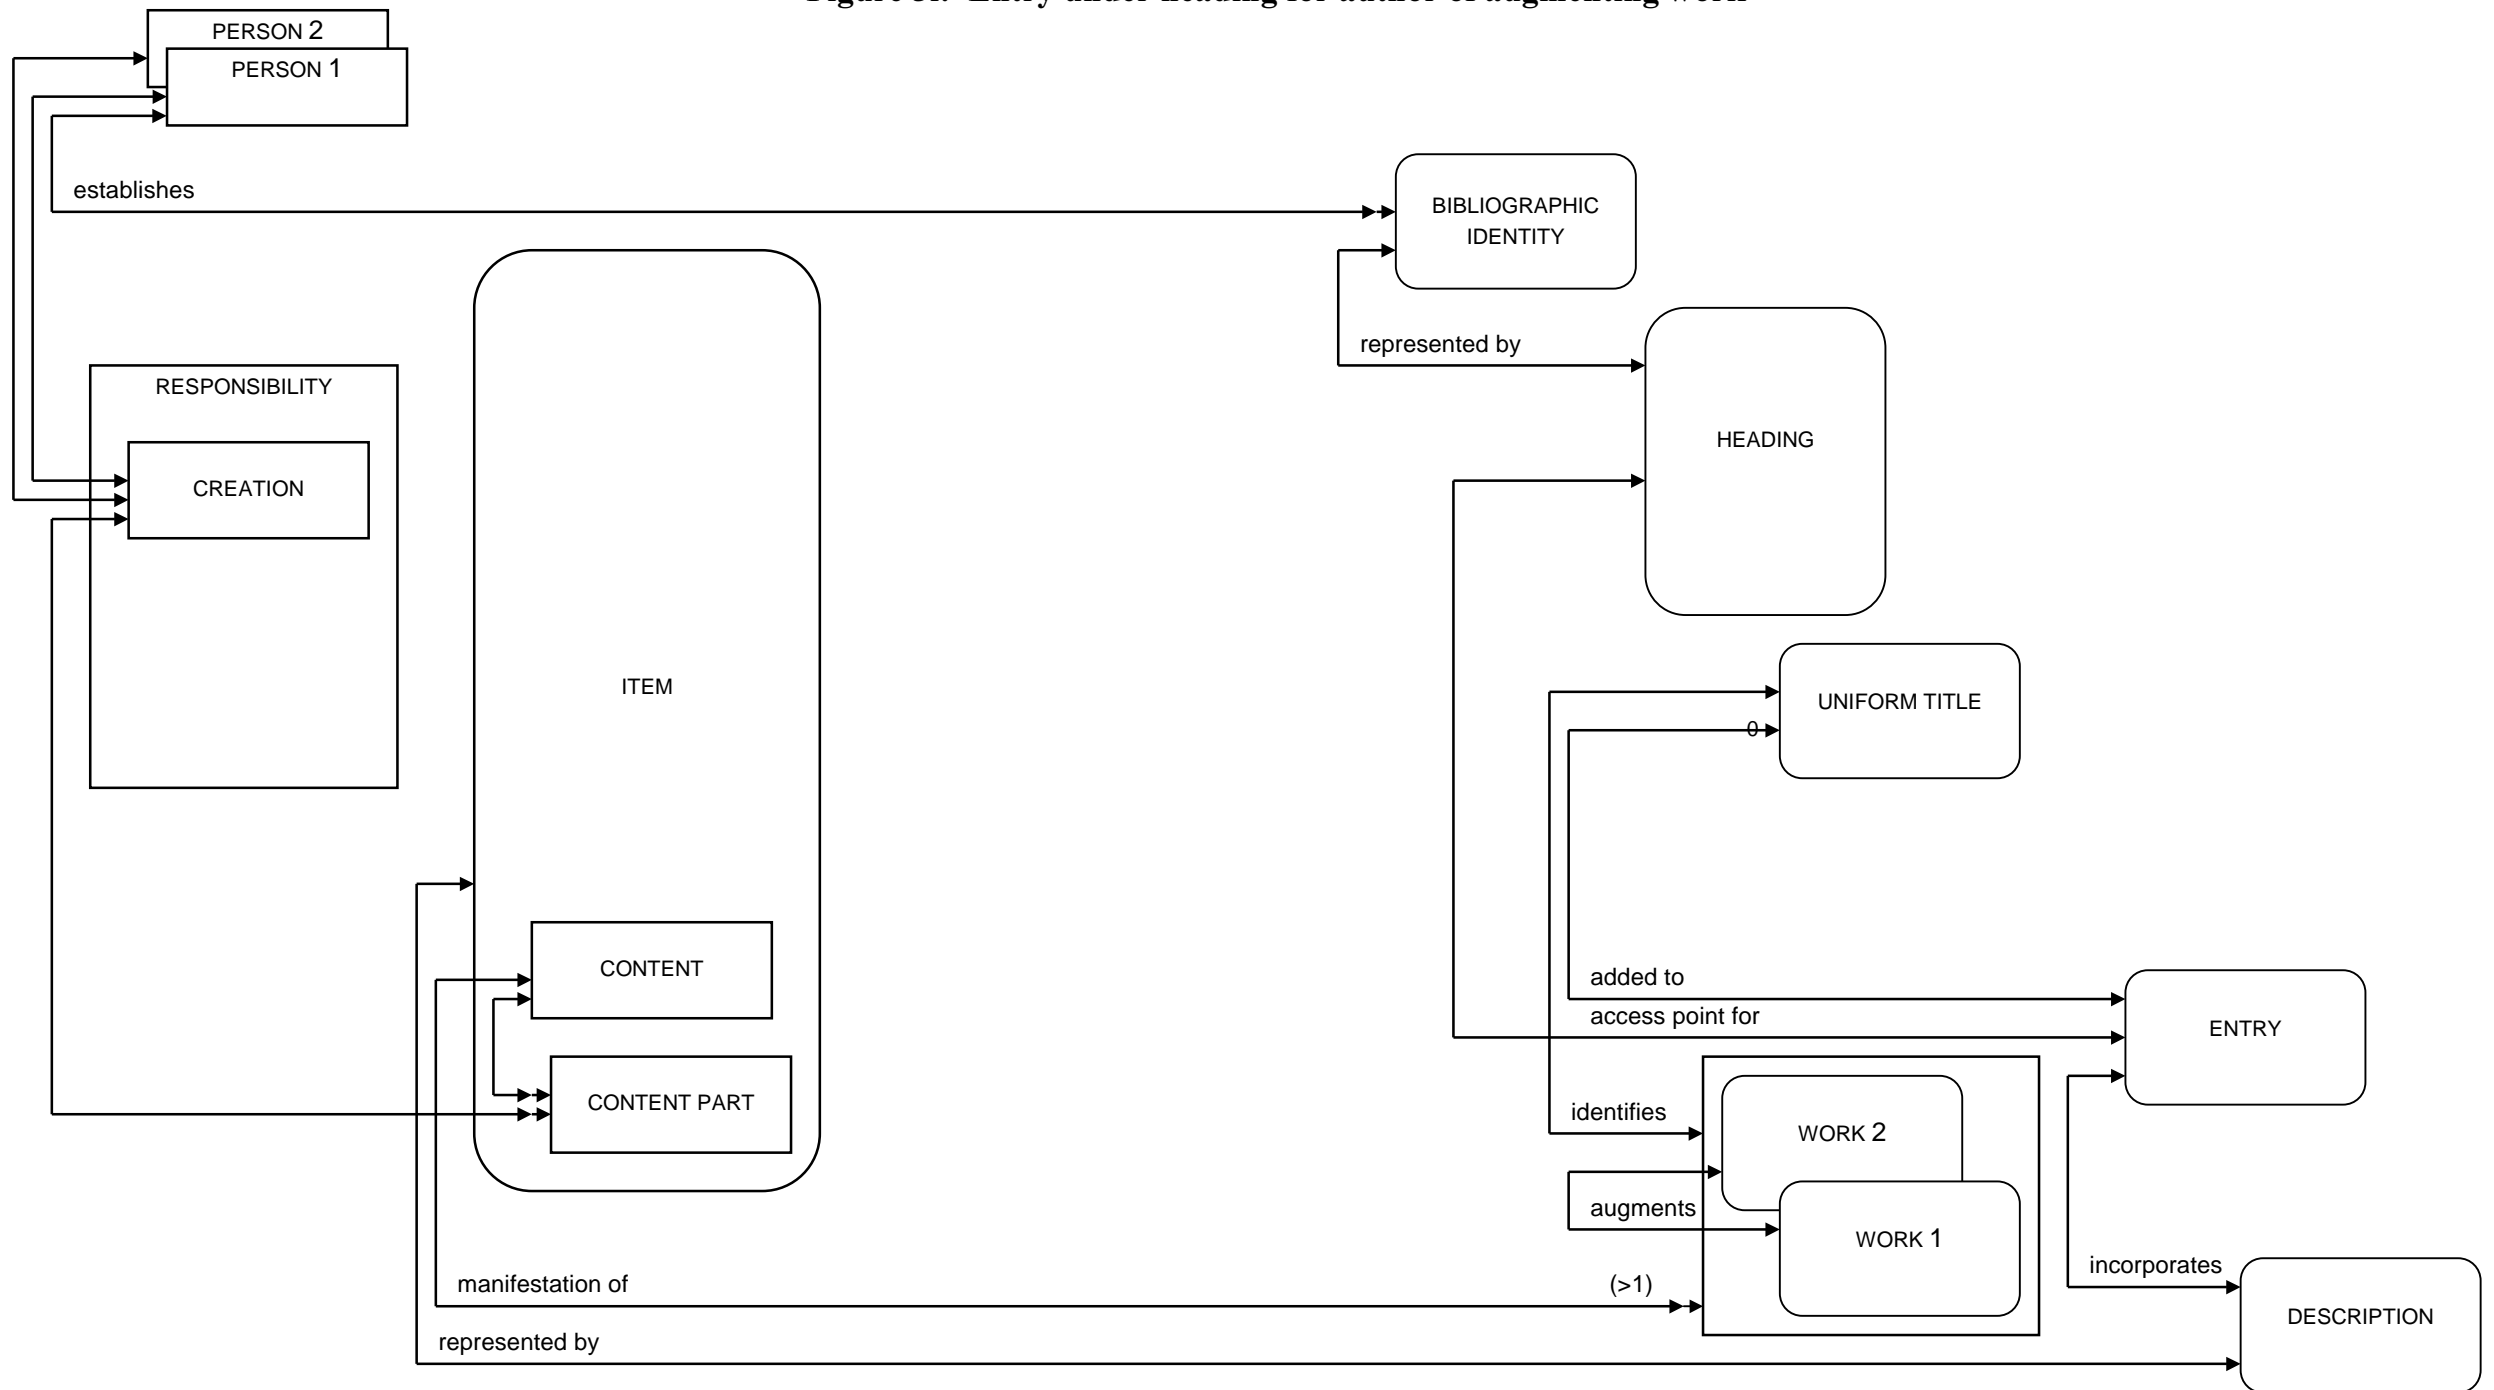 PERSON 2
PERSON 1
establishes
BIBLIOGRAPHIC
IDENTITY
represented by
RESPONSIBILITY
HEADING
CREATION
ITEM
UNIFORM TITLE
0
CONTENT
added to
access point for
ENTRY
CONTENT PART
identifies
WORK 2
augments
WORK 1
incorporates
manifestation of
(>1)
DESCRIPTION
represented by